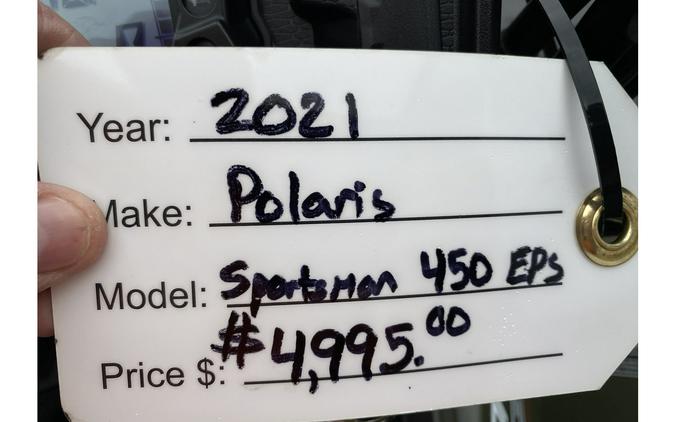 Year: 2021
Make: Polaris
Model: Sportsman 450 EPS
Price $: #4,995.00